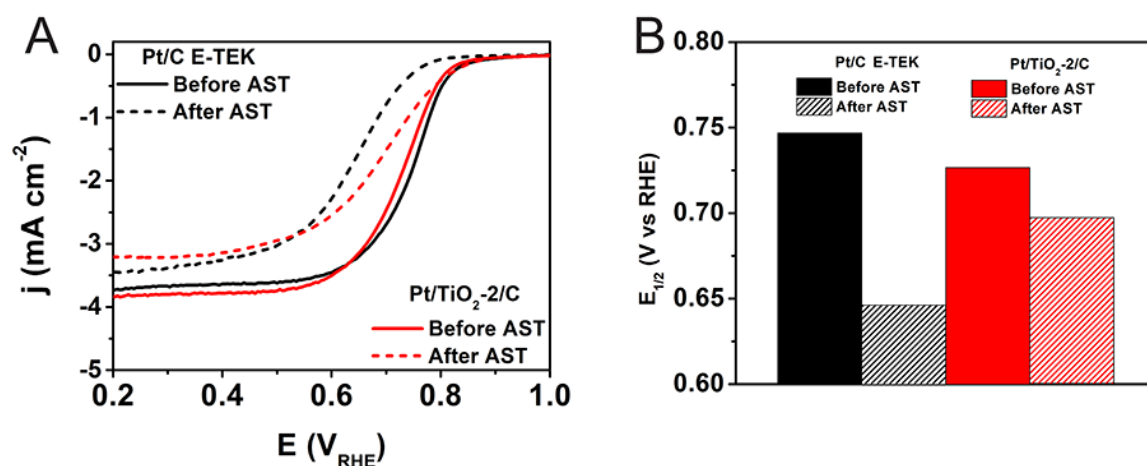 A
Pt/C E-TEK
Before AST
After AST
Pt/TiO₂-2/C
Before AST
After AST
0
-1
-2
-3
-4
-5
j (mA cm⁻²)
0.2 0.4 0.6 0.8 1.0
E (V_RHE)
B
Pt/C E-TEK
Before AST
After AST
Pt/TiO₂-2/C
Before AST
After AST
0.80
0.75
0.70
0.65
0.60
E₁/₂ (V vs RHE)